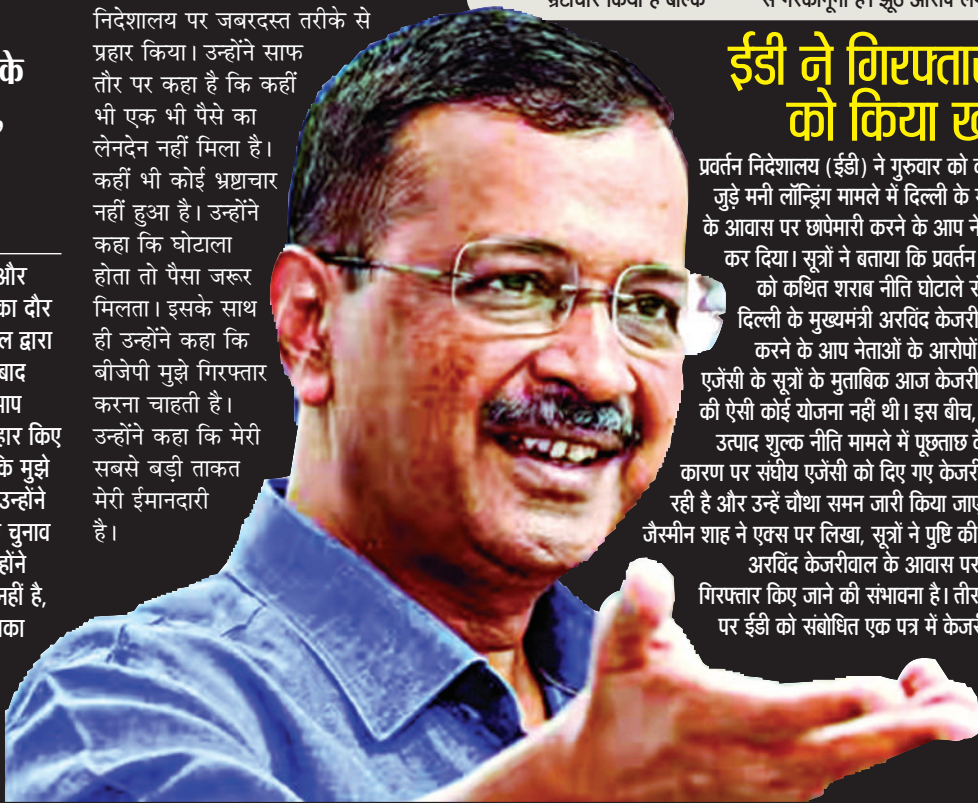 के
,
और
का दौर
ल द्वारा
बाद
हार किए
कि मुझे
उन्होंने
चुनाव
होंने
नहीं है,
निदेशालय पर जबरदस्त तरीके से
प्रहार किया। उन्होंने साफ
तौर पर कहा है कि कहीं
भी एक भी पैसे का
लेनदेन नहीं मिला है।
कहीं भी कोई भ्रष्टाचार
नहीं हुआ है। उन्होंने
कहा कि घोटाला
होता तो पैसा जरूर
मिलता। इसके साथ
ही उन्होंने कहा कि
बीजेपी मुझे गिरफ्तार
करना चाहती है।
उन्होंने कहा कि मेरी
सबसे बड़ी ताकत
मेरी ईमानदारी
है।
ईडी ने गिरफ्तार
को किया
प्रवर्तन निदेशालय (ईडी) ने गुरुवार को
जुड़े मनी लॉन्ड्रिंग मामले में दिल्ली के
के आवास पर छापेमारी करने के आप ने
कर दिया। सूत्रों ने बताया कि प्रवर्तन
को कथित शराब नीति घोटाले से
दिल्ली के मुख्यमंत्री अरविंद केजरी
करने के आप नेताओं के आरोपों
एजेंसी के सूत्रों के मुताबिक आज केजरी
की ऐसी कोई योजना नहीं थी। इस बीच,
उत्पाद शुल्क नीति मामले में पूछताछ के
कारण पर संघीय एजेंसी को दिए गए केजरी
रही है और उन्हें चौथा समन जारी किया जाए
जैस्मीन शाह ने एक्स पर लिखा, सूत्रों ने पुष्टि की
अरविंद केजरीवाल के आवास पर
गिरफ्तार किए जाने की संभावना है। तीस
पर ईडी को संबोधित एक पत्र में केजरी